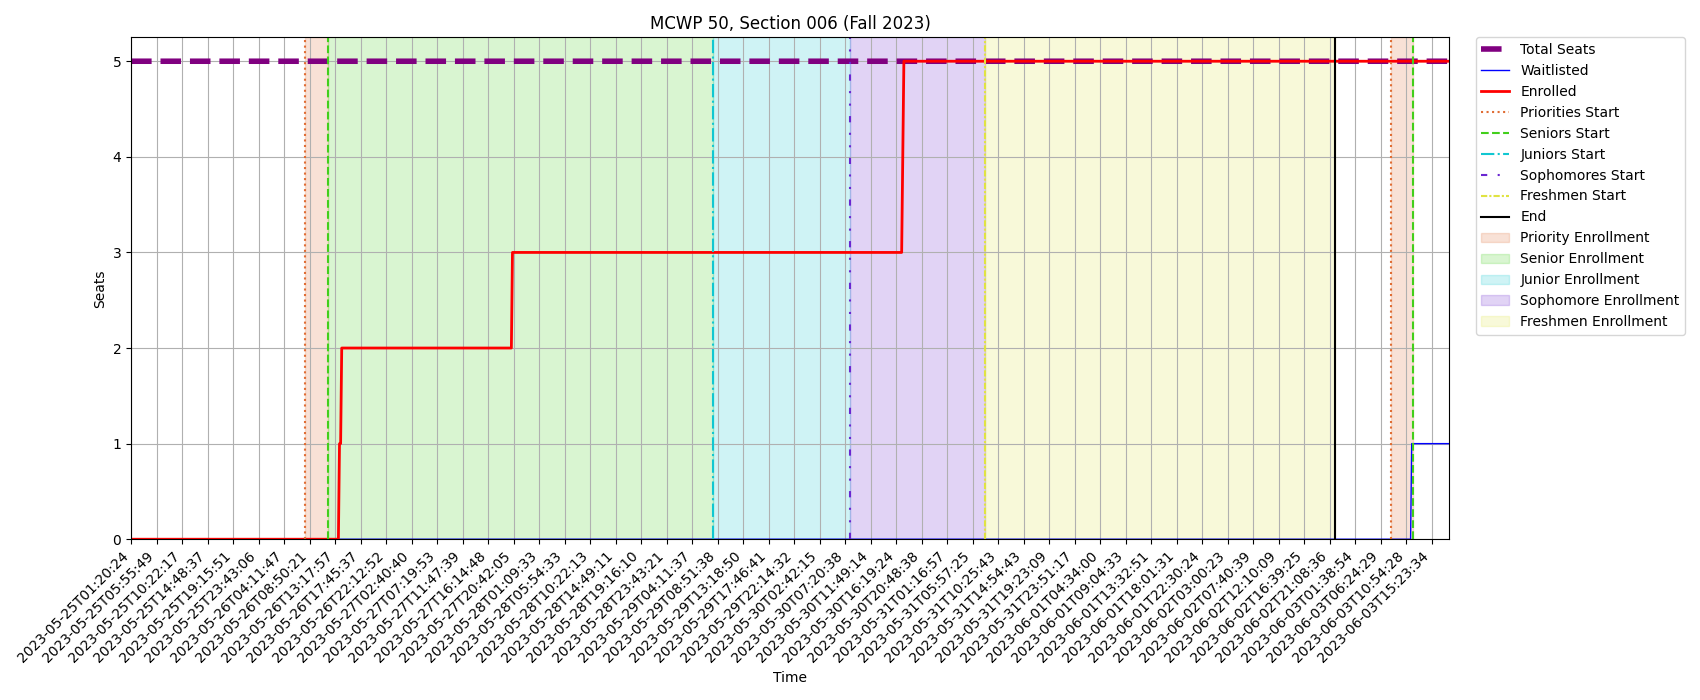 MCWP 50, Section 006 (Fall 2023)
Seats
5
4
3
2
1
0
2023-05-25T01:20:24
2023-05-25T05:55:49
2023-05-25T10:22:17
2023-05-25T14:48:37
2023-05-25T19:15:51
2023-05-25T23:43:06
2023-05-26T04:11:47
2023-05-26T08:50:21
2023-05-26T13:17:57
2023-05-26T17:45:37
2023-05-26T22:12:52
2023-05-27T02:40:40
2023-05-27T07:19:53
2023-05-27T11:47:39
2023-05-27T16:14:48
2023-05-27T20:42:05
2023-05-28T01:09:33
2023-05-28T05:54:33
2023-05-28T10:22:13
2023-05-28T14:49:11
2023-05-28T19:16:10
2023-05-28T23:43:21
2023-05-29T04:11:37
2023-05-29T08:51:38
2023-05-29T13:18:50
2023-05-29T17:46:41
2023-05-29T22:14:32
2023-05-30T02:42:15
2023-05-30T07:20:38
2023-05-30T11:49:14
2023-05-30T16:19:24
2023-05-30T20:48:38
2023-05-31T01:16:57
2023-05-31T05:57:25
2023-05-31T10:25:43
2023-05-31T14:54:43
2023-05-31T19:23:09
2023-05-31T23:51:17
2023-06-01T04:34:00
2023-06-01T09:04:33
2023-06-01T13:32:51
2023-06-01T18:01:31
2023-06-01T22:30:24
2023-06-02T03:00:23
2023-06-02T07:40:39
2023-06-02T12:10:09
2023-06-02T16:39:25
2023-06-02T21:08:36
2023-06-03T01:38:54
2023-06-03T06:24:29
2023-06-03T10:54:28
2023-06-03T15:23:34
Time
Total Seats
Waitlisted
Enrolled
Priorities Start
Seniors Start
Juniors Start
Sophomores Start
Freshmen Start
End
Priority Enrollment
Senior Enrollment
Junior Enrollment
Sophomore Enrollment
Freshmen Enrollment